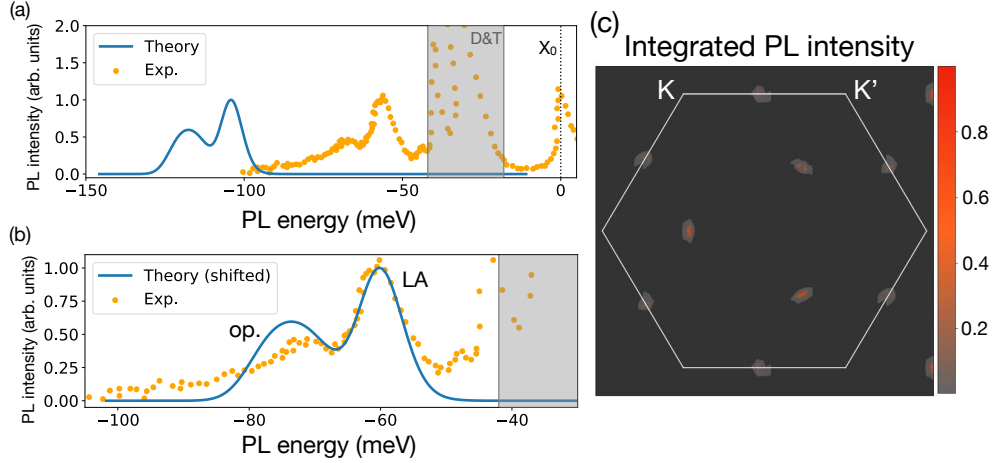 (a)
2.0
1.5
1.0
0.5
0.0
PL intensity (arb. units)
Theory
Exp.
D&T
X0
−150
−100
−50
0
PL energy (meV)
(b)
1.00
0.75
0.50
0.25
0.00
PL intensity (arb. units)
Theory (shifted)
Exp.
op.
LA
−100
−80
−60
−40
PL energy (meV)
(c)
Integrated PL intensity
K
K’
0.8
0.6
0.4
0.2